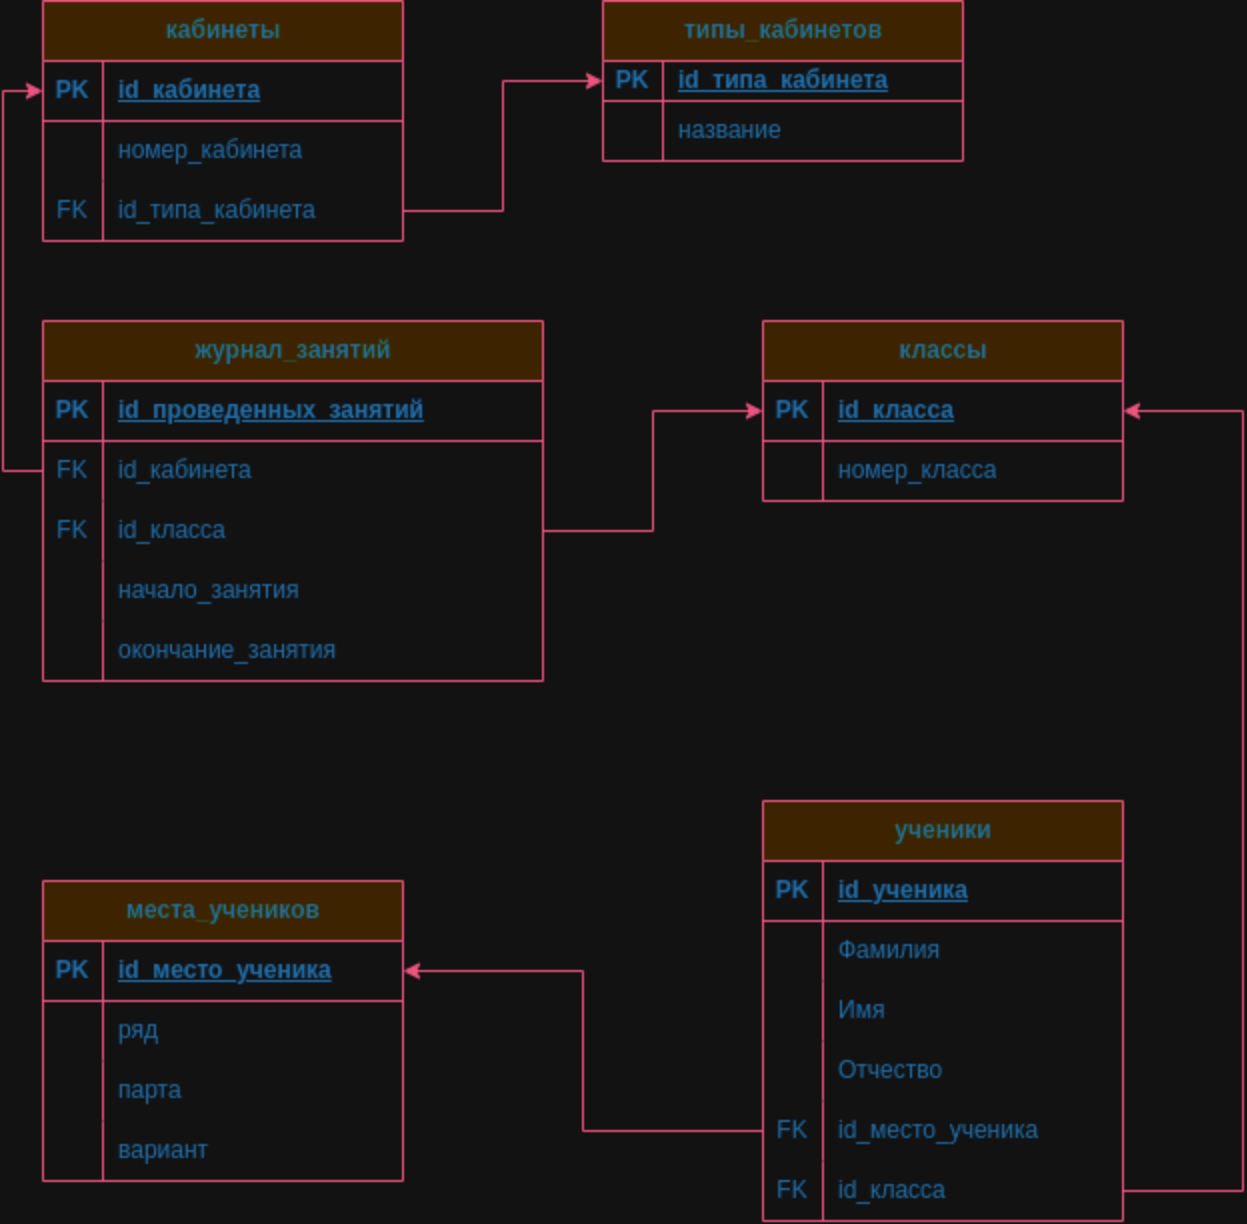 кабинеты
PK id_кабинета
номер_кабинета
FK id_типа_кабинета
типы_кабинетов
PK id_типа_кабинета
название
журнал_занятий
PK id_проведенных_занятий
FK id_кабинета
FK id_класса
начало_занятия
окончание_занятия
классы
PK id_класса
номер_класса
места_учеников
PK id_место_ученика
ряд
парта
вариант
ученики
PK id_ученика
Фамилия
Имя
Отчество
FK id_место_ученика
FK id_класса